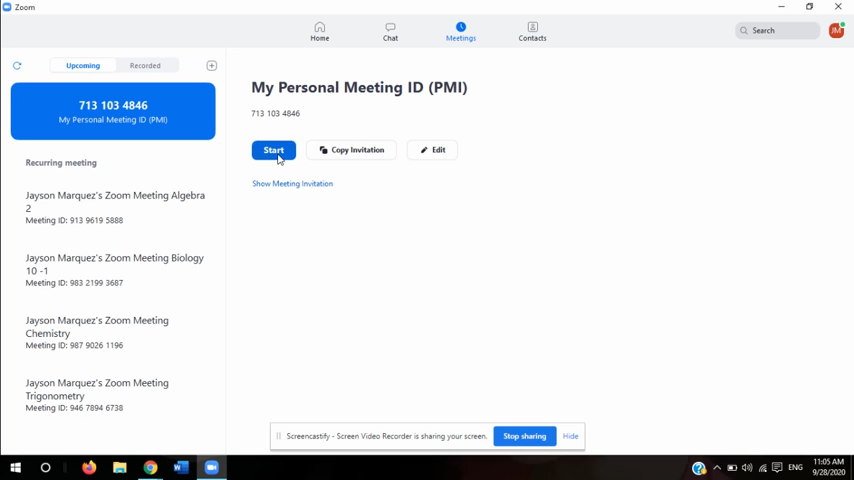 Zoom
Home
Chat
Meetings
Contacts
Search
JM
Upcoming
Recorded
713 103 4846
My Personal Meeting ID (PMI)
Recurring meeting
Jayson Marquez's Zoom Meeting Algebra
2
Meeting ID: 913 9619 5888
Jayson Marquez's Zoom Meeting Biology
10 -1
Meeting ID: 983 2199 3687
Jayson Marquez's Zoom Meeting
Chemistry
Meeting ID: 987 9026 1196
Jayson Marquez's Zoom Meeting
Trigonometry
Meeting ID: 946 7894 6738
My Personal Meeting ID (PMI)
713 103 4846
Start
Copy Invitation
Edit
Show Meeting Invitation
Screencastify - Screen Video Recorder is sharing your screen.
Stop sharing
Hide
ENG
11:05 AM
9/28/2020